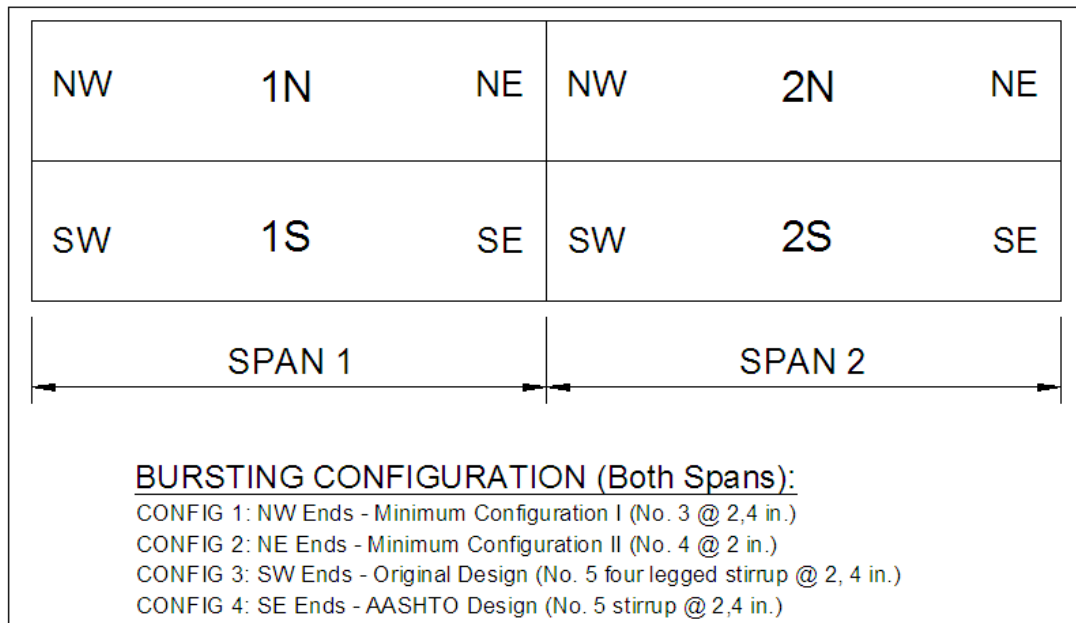 NW 1N NE NW 2N NE
SW 1S SE SW 2S SE
SPAN 1 SPAN 2
BURSTING CONFIGURATION (Both Spans):
CONFIG 1: NW Ends - Minimum Configuration I (No. 3 @ 2,4 in.)
CONFIG 2: NE Ends - Minimum Configuration II (No. 4 @ 2 in.)
CONFIG 3: SW Ends - Original Design (No. 5 four legged stirrup @ 2, 4 in.)
CONFIG 4: SE Ends - AASHTO Design (No. 5 stirrup @ 2,4 in.)